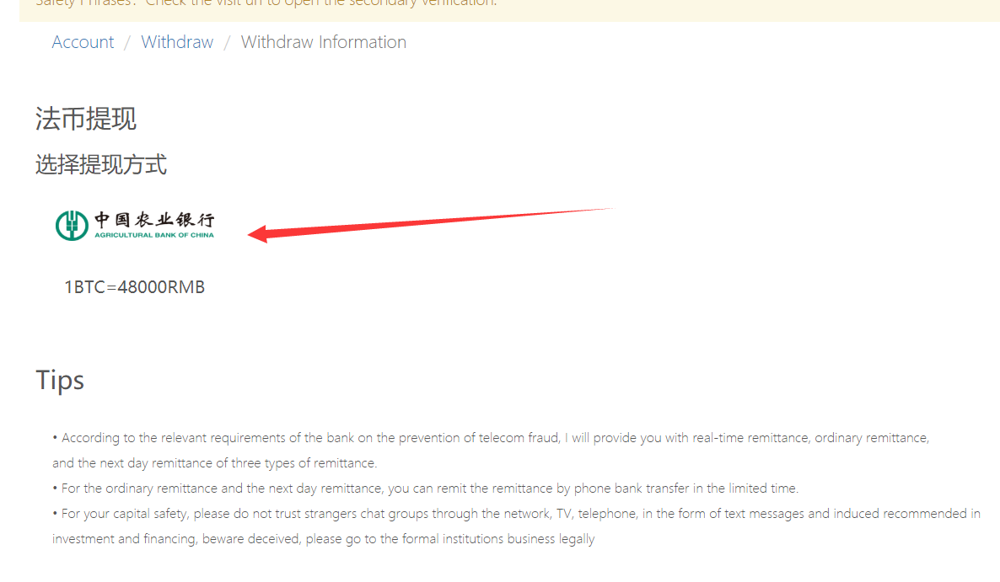 Safety Phrases: Check the visit url to open the secondary verification.
Account / Withdraw / Withdraw Information
法币提现
选择提现方式
中国农业银行
AGRICULTURAL BANK OF CHINA
1BTC=48000RMB
Tips
• According to the relevant requirements of the bank on the prevention of telecom fraud, I will provide you with real-time remittance, ordinary remittance,
and the next day remittance of three types of remittance.
• For the ordinary remittance and the next day remittance, you can remit the remittance by phone bank transfer in the limited time.
• For your capital safety, please do not trust strangers chat groups through the network, TV, telephone, in the form of text messages and induced recommended in
investment and financing, beware deceived, please go to the formal institutions business legally